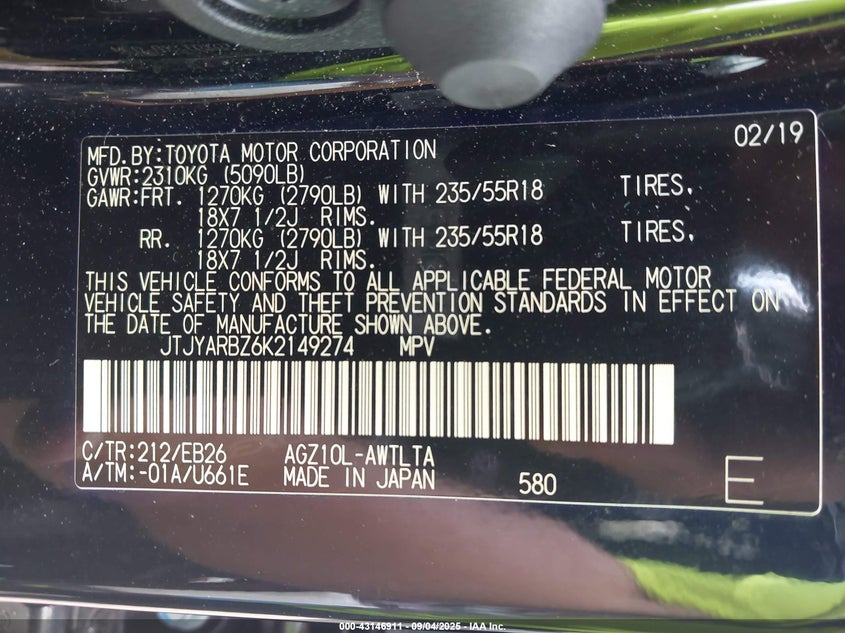 02/19
MFD.BY:TOYOTA MOTOR CORPORATION
GVWR:2310KG (5090LB)
GAWR:FRT. 1270KG (2790LB) WITH 235/55R18 TIRES,
18X7 1/2J RIMS.
RR. 1270KG (2790LB) WITH 235/55R18 TIRES,
18X7 1/2J RIMS.
THIS VEHICLE CONFORMS TO ALL APPLICABLE FEDERAL MOTOR
VEHICLE SAFETY AND THEFT PREVENTION STANDARDS IN EFFECT ON
THE DATE OF MANUFACTURE SHOWN ABOVE.
JTJYARBZ6K2149274 MPV
C/TR:212/EB26 AGZ10L-AWTLTA
A/TM:-01A/U661E MADE IN JAPAN 580 E
000-43146911 - 09/04/2025 - IAA Inc.